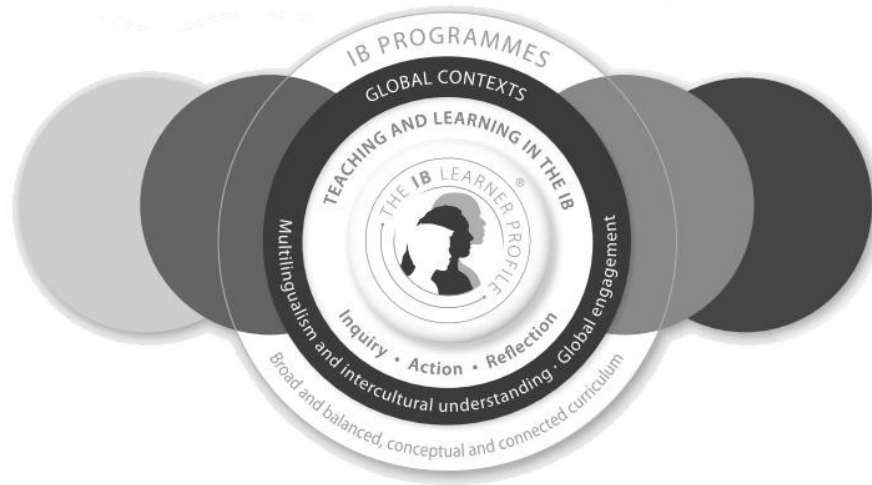 IB PROGRAMMES
GLOBAL CONTEXTS
TEACHING AND LEARNING IN THE IB
THE IB LEARNER PROFILE ®
Inquiry • Action • Reflection
Multilingualism and intercultural understanding · Global engagement
Broad and balanced, conceptual and connected curriculum